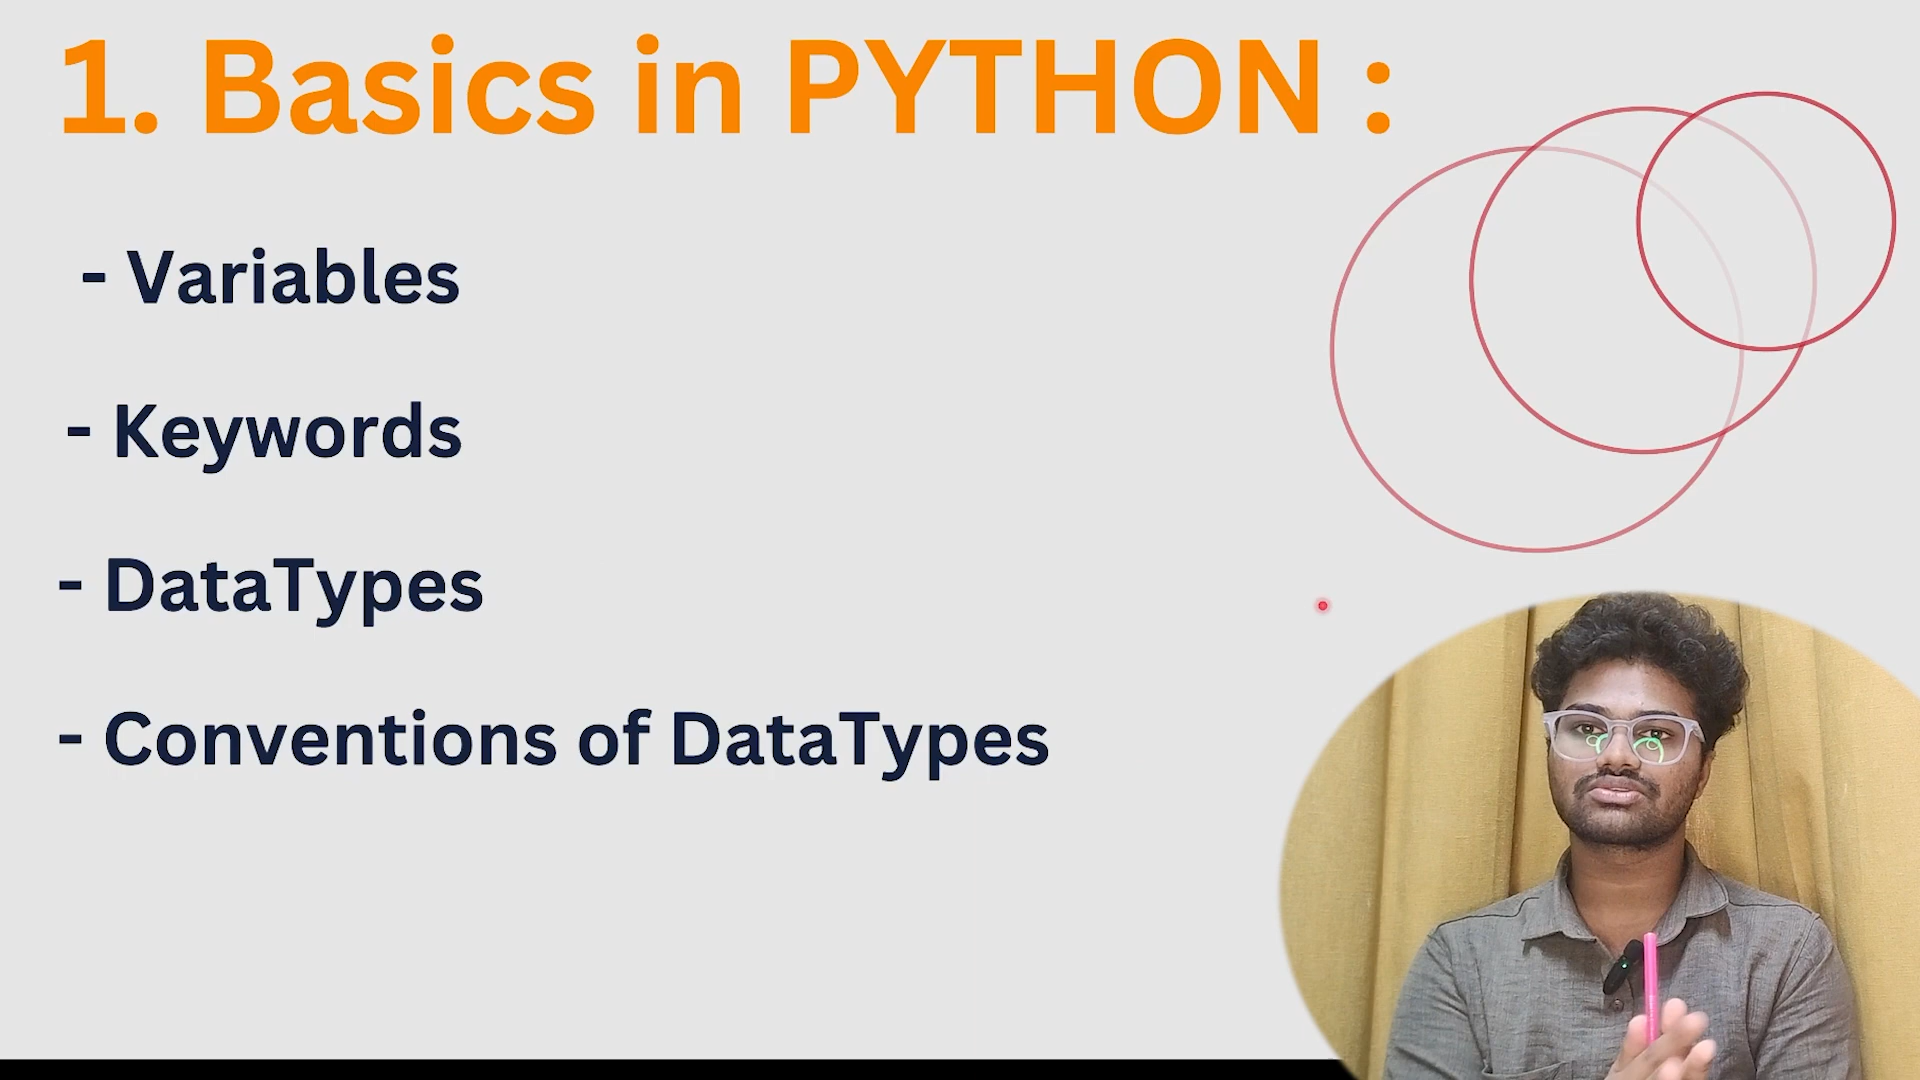 1. Basics in PYTHON :
- Variables
- Keywords
- DataTypes
- Conventions of DataTypes